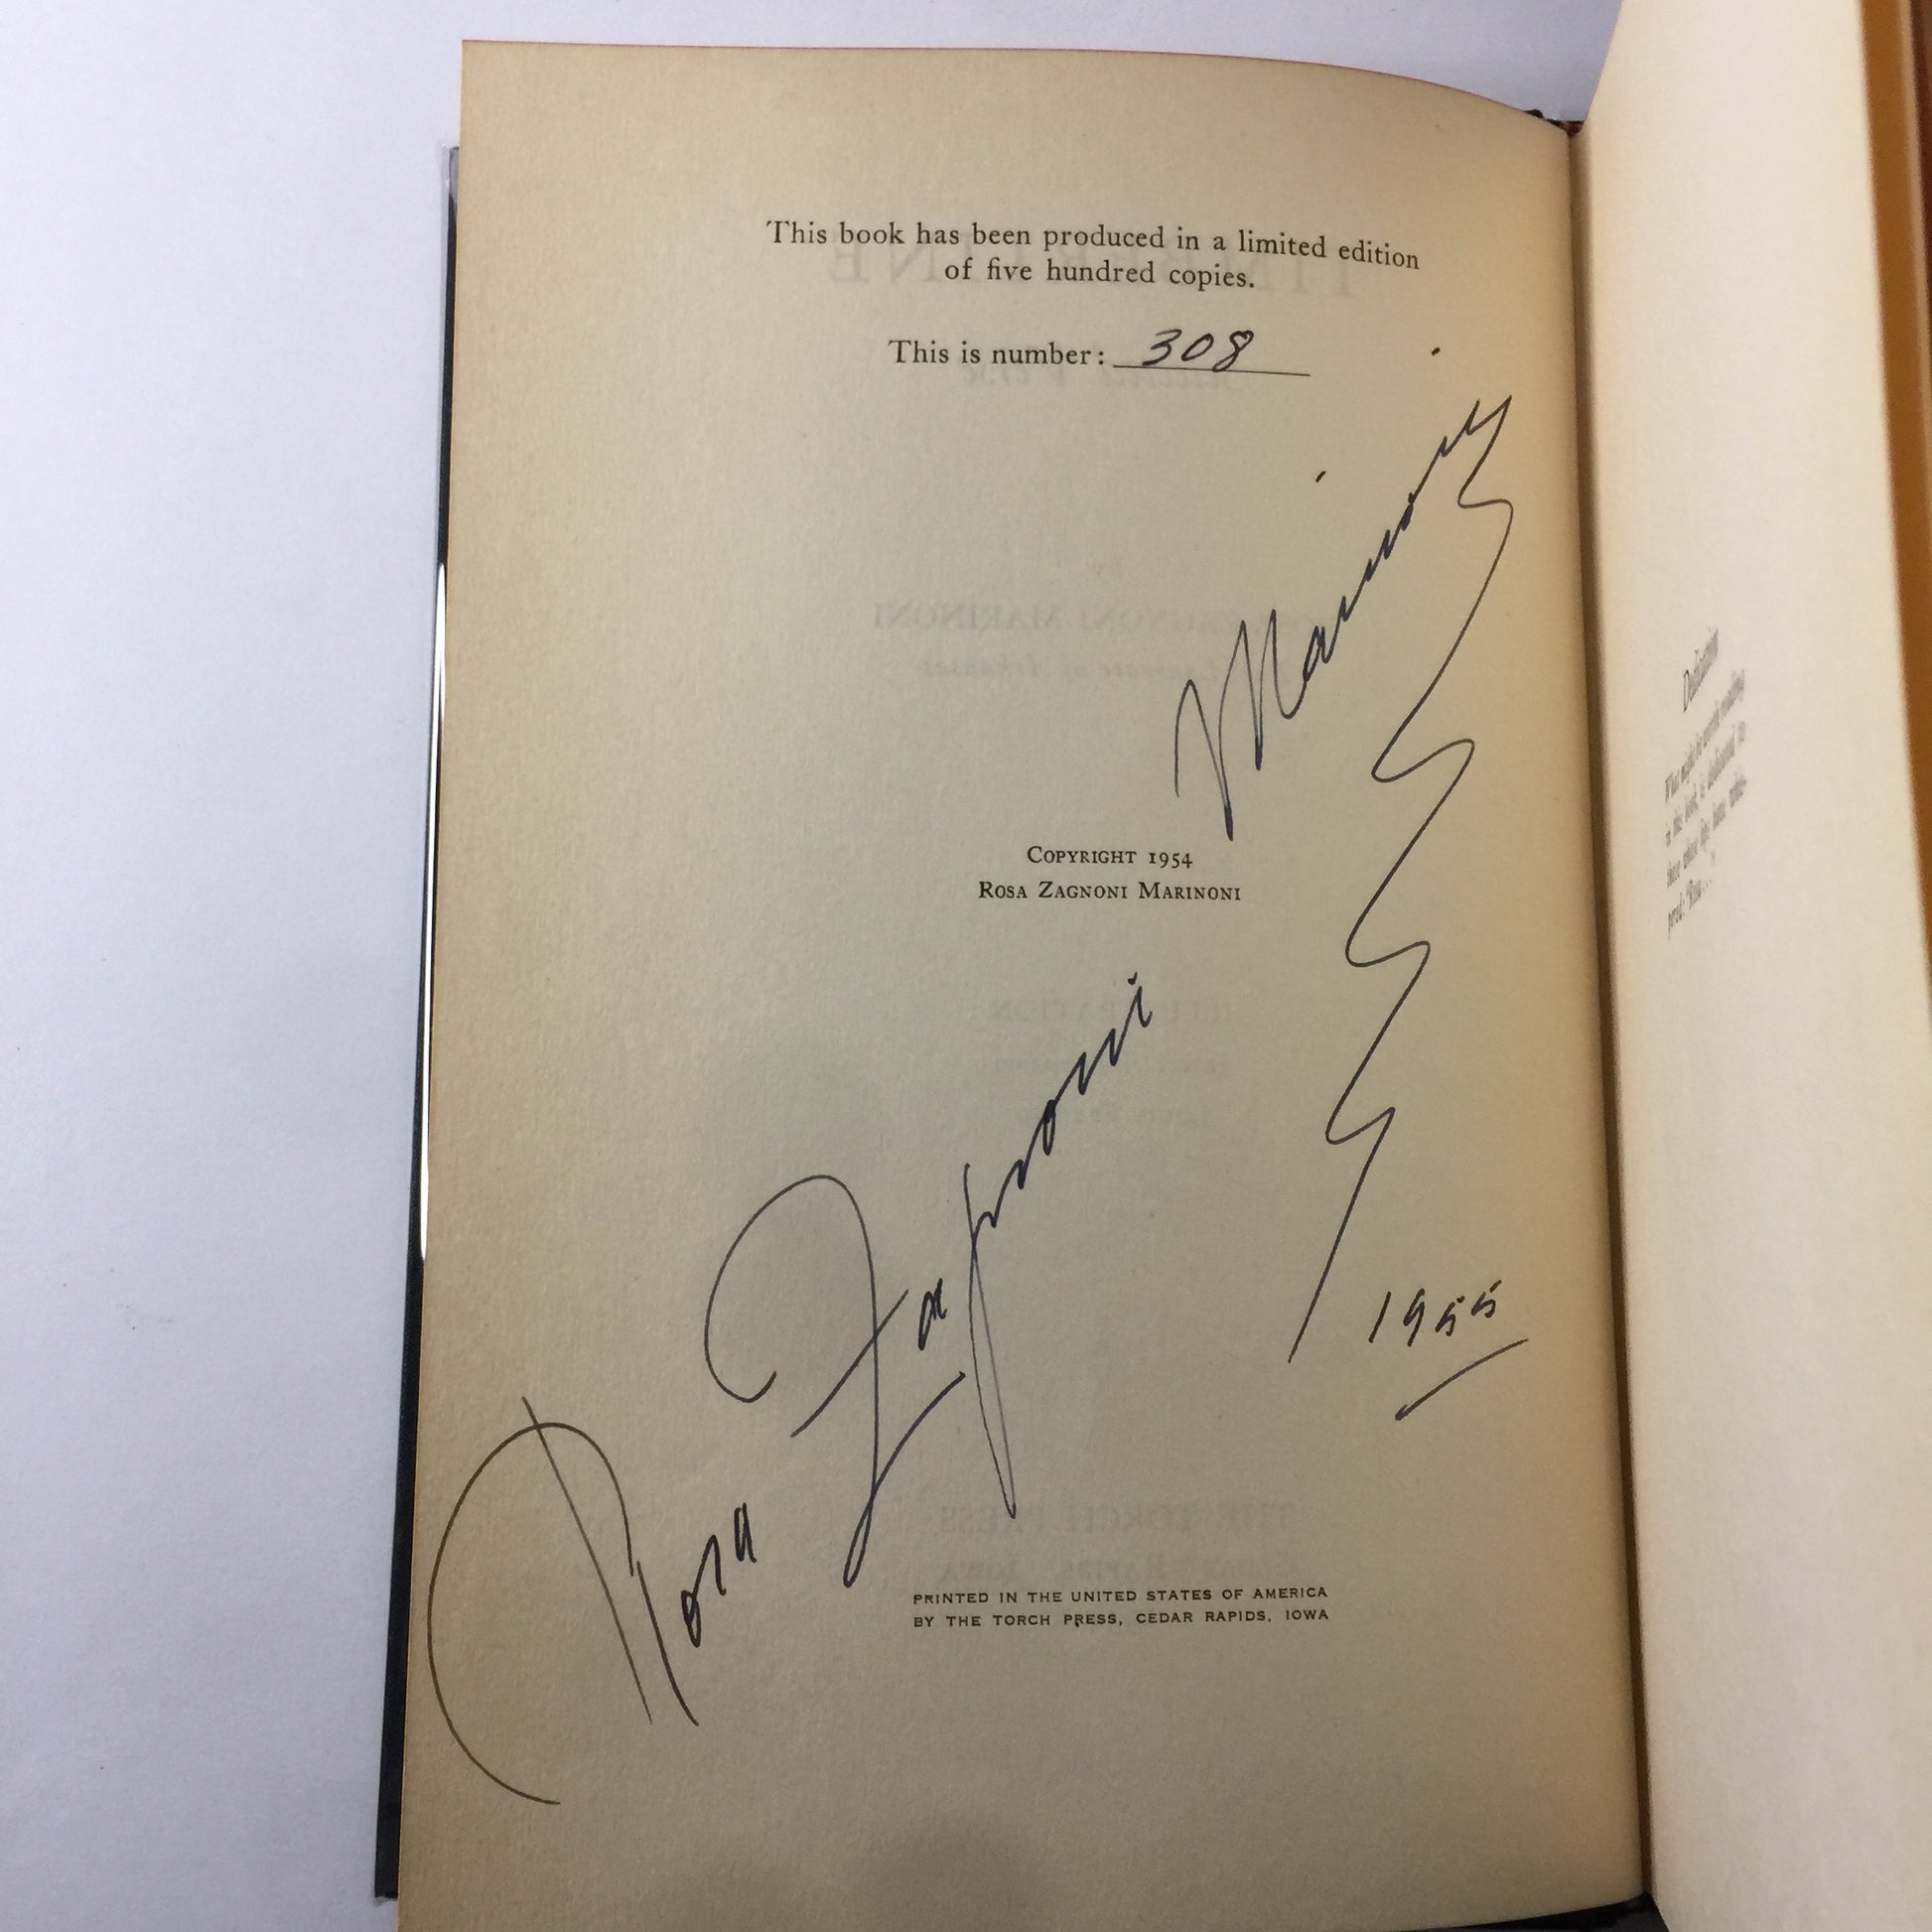 This book has been produced in a limited edition
of five hundred copies.
This is number: 308
COPYRIGHT 1954
ROSA ZAGNONI MARINONI
Rosa Zagnoni Marinoni
1955
PRINTED IN THE UNITED STATES OF AMERICA
BY THE TORCH PRESS, CEDAR RAPIDS, IOWA